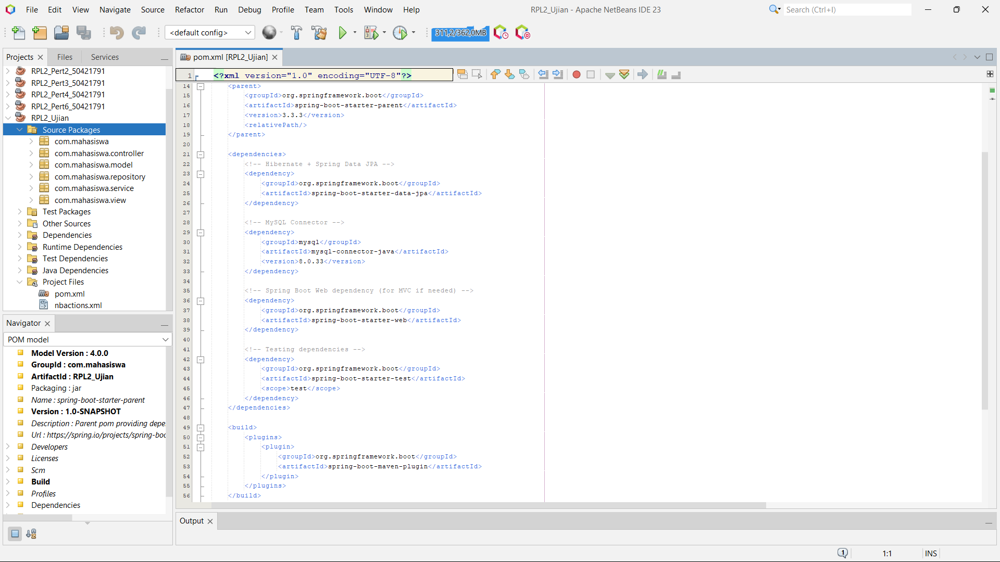 File Edit View Navigate Source Refactor Run Debug Profile Team Tools Window Help
RPL2_Ujian - Apache NetBeans IDE 23
Search (Ctrl+I)
<default config>
311,2/362,0MB
Projects
Files
Services
RPL2_Pert2_50421791
RPL2_Pert3_50421791
RPL2_Pert4_50421791
RPL2_Pert6_50421791
RPL2_Ujian
Source Packages
com.mahasiswa
com.mahasiswa.controller
com.mahasiswa.model
com.mahasiswa.repository
com.mahasiswa.service
com.mahasiswa.view
Test Packages
Other Sources
Dependencies
Runtime Dependencies
Test Dependencies
Java Dependencies
Project Files
pom.xml
nbactions.xml
Navigator
POM model
Model Version : 4.0.0
GroupId : com.mahasiswa
ArtifactId : RPL2_Ujian
Packaging : jar
Name : spring-boot-starter-parent
Version : 1.0-SNAPSHOT
Description : Parent pom providing depe
Url : https://spring.io/projects/spring-boo
Developers
Licenses
Scm
Build
Profiles
Dependencies
pom.xml [RPL2_Ujian]
1 <?xml version="1.0" encoding="UTF-8"?>
14 <parent>
15 <groupId>org.springframework.boot</groupId>
16 <artifactId>spring-boot-starter-parent</artifactId>
17 <version>3.3.3</version>
18 <relativePath/>
19 </parent>
20
21 <dependencies>
22 <!-- Hibernate + Spring Data JPA -->
23 <dependency>
24 <groupId>org.springframework.boot</groupId>
25 <artifactId>spring-boot-starter-data-jpa</artifactId>
26 </dependency>
27
28 <!-- MySQL Connector -->
29 <dependency>
30 <groupId>mysql</groupId>
31 <artifactId>mysql-connector-java</artifactId>
32 <version>8.0.33</version>
33 </dependency>
34
35 <!-- Spring Boot Web dependency (for MVC if needed) -->
36 <dependency>
37 <groupId>org.springframework.boot</groupId>
38 <artifactId>spring-boot-starter-web</artifactId>
39 </dependency>
40
41 <!-- Testing dependencies -->
42 <dependency>
43 <groupId>org.springframework.boot</groupId>
44 <artifactId>spring-boot-starter-test</artifactId>
45 <scope>test</scope>
46 </dependency>
47 </dependencies>
48
49 <build>
50 <plugins>
51 <plugin>
52 <groupId>org.springframework.boot</groupId>
53 <artifactId>spring-boot-maven-plugin</artifactId>
54 </plugin>
55 </plugins>
56 </build>
Output
1
1:1
INS